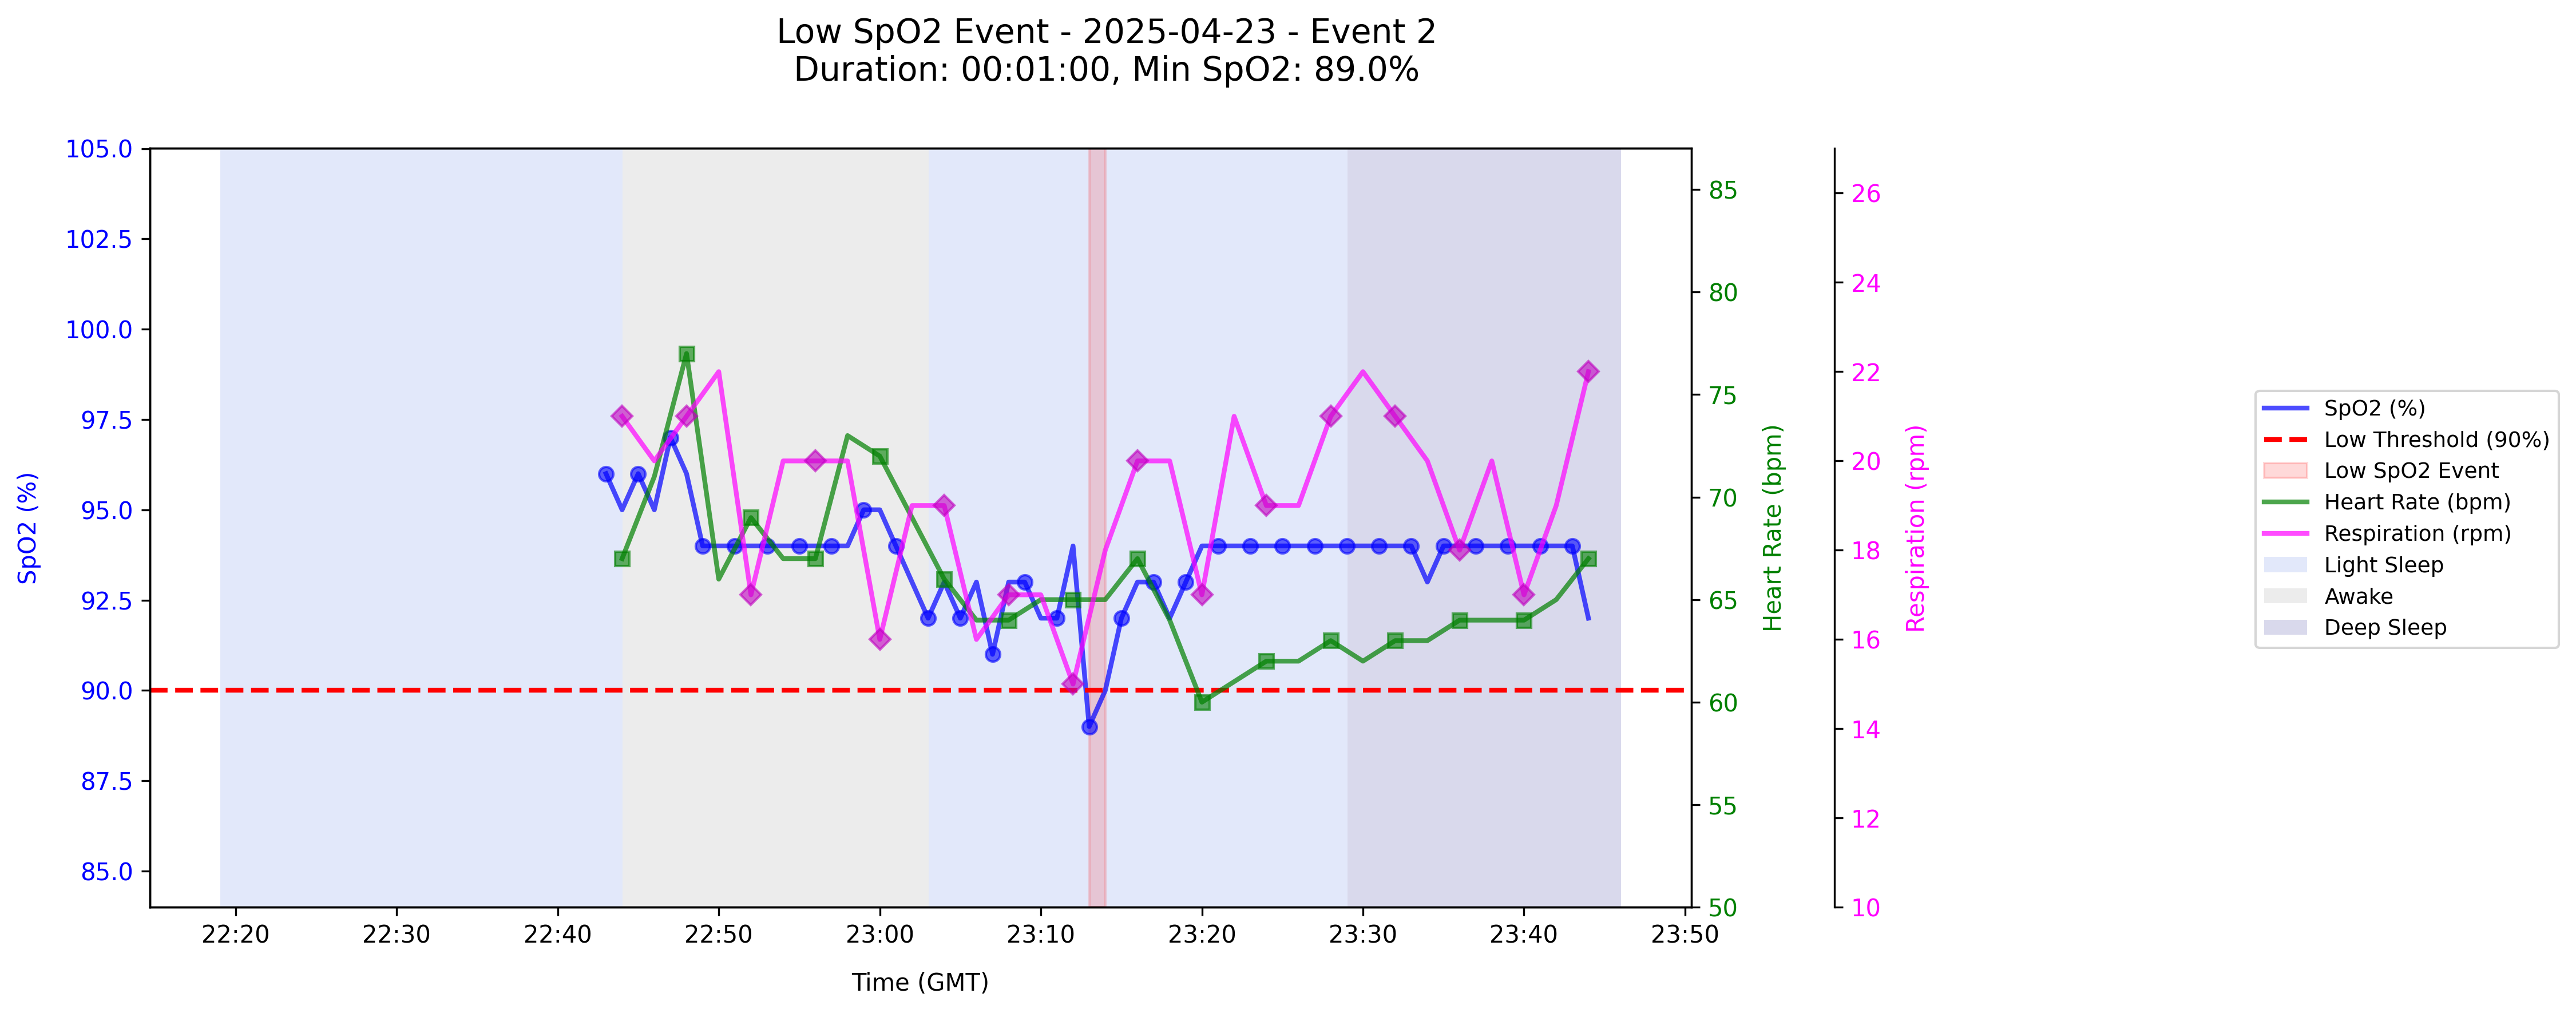 Low SpO2 Event - 2025-04-23 - Event 2
Duration: 00:01:00, Min SpO2: 89.0%
SpO2 (%)
105.0
102.5
100.0
97.5
95.0
92.5
90.0
87.5
85.0
22:20
22:30
22:40
22:50
23:00
23:10
23:20
23:30
23:40
23:50
Time (GMT)
85
80
75
70
65
60
55
50
Heart Rate (bpm)
26
24
22
20
18
16
14
12
10
Respiration (rpm)
SpO2 (%)
Low Threshold (90%)
Low SpO2 Event
Heart Rate (bpm)
Respiration (rpm)
Light Sleep
Awake
Deep Sleep